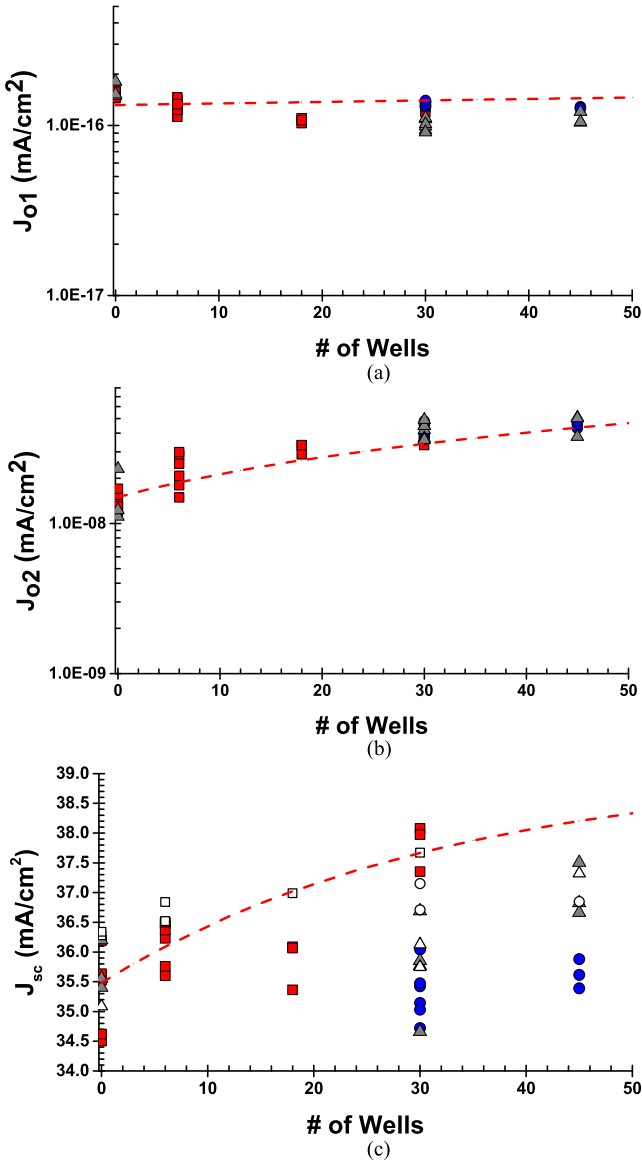 J_o1 (mA/cm²)
1.0E-16
1.0E-17
0 10 20 30 40 50
# of Wells
(a)
J_o2 (mA/cm²)
1.0E-08
1.0E-09
0 10 20 30 40 50
# of Wells
(b)
J_sc (mA/cm²)
39.0
38.5
38.0
37.5
37.0
36.5
36.0
35.5
35.0
34.5
34.0
0 10 20 30 40 50
# of Wells
(c)